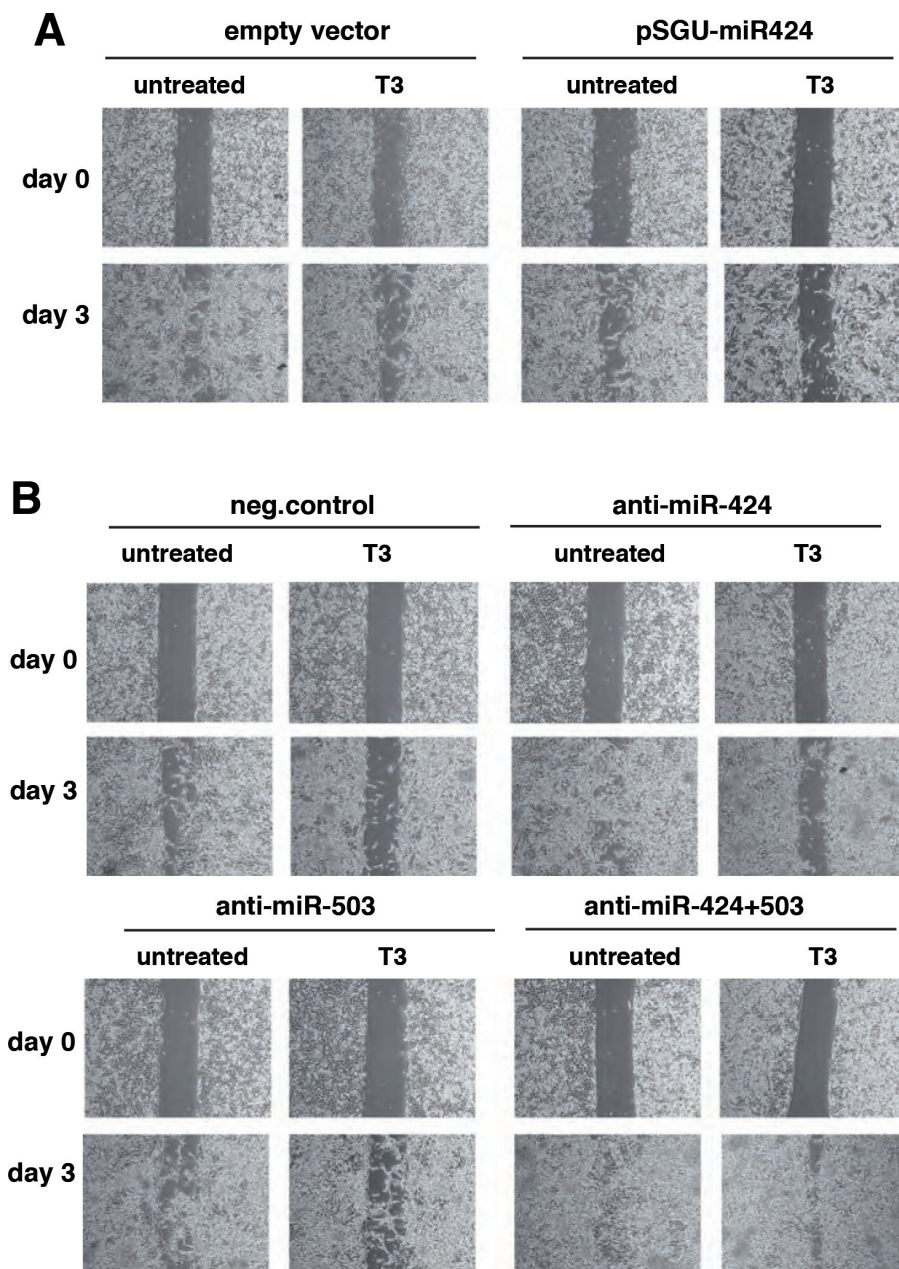 A
empty vector pSGU-miR424
untreated T3 untreated T3
day 0
day 3
B
neg.control anti-miR-424
untreated T3 untreated T3
day 0
day 3
anti-miR-503 anti-miR-424+503
untreated T3 untreated T3
day 0
day 3